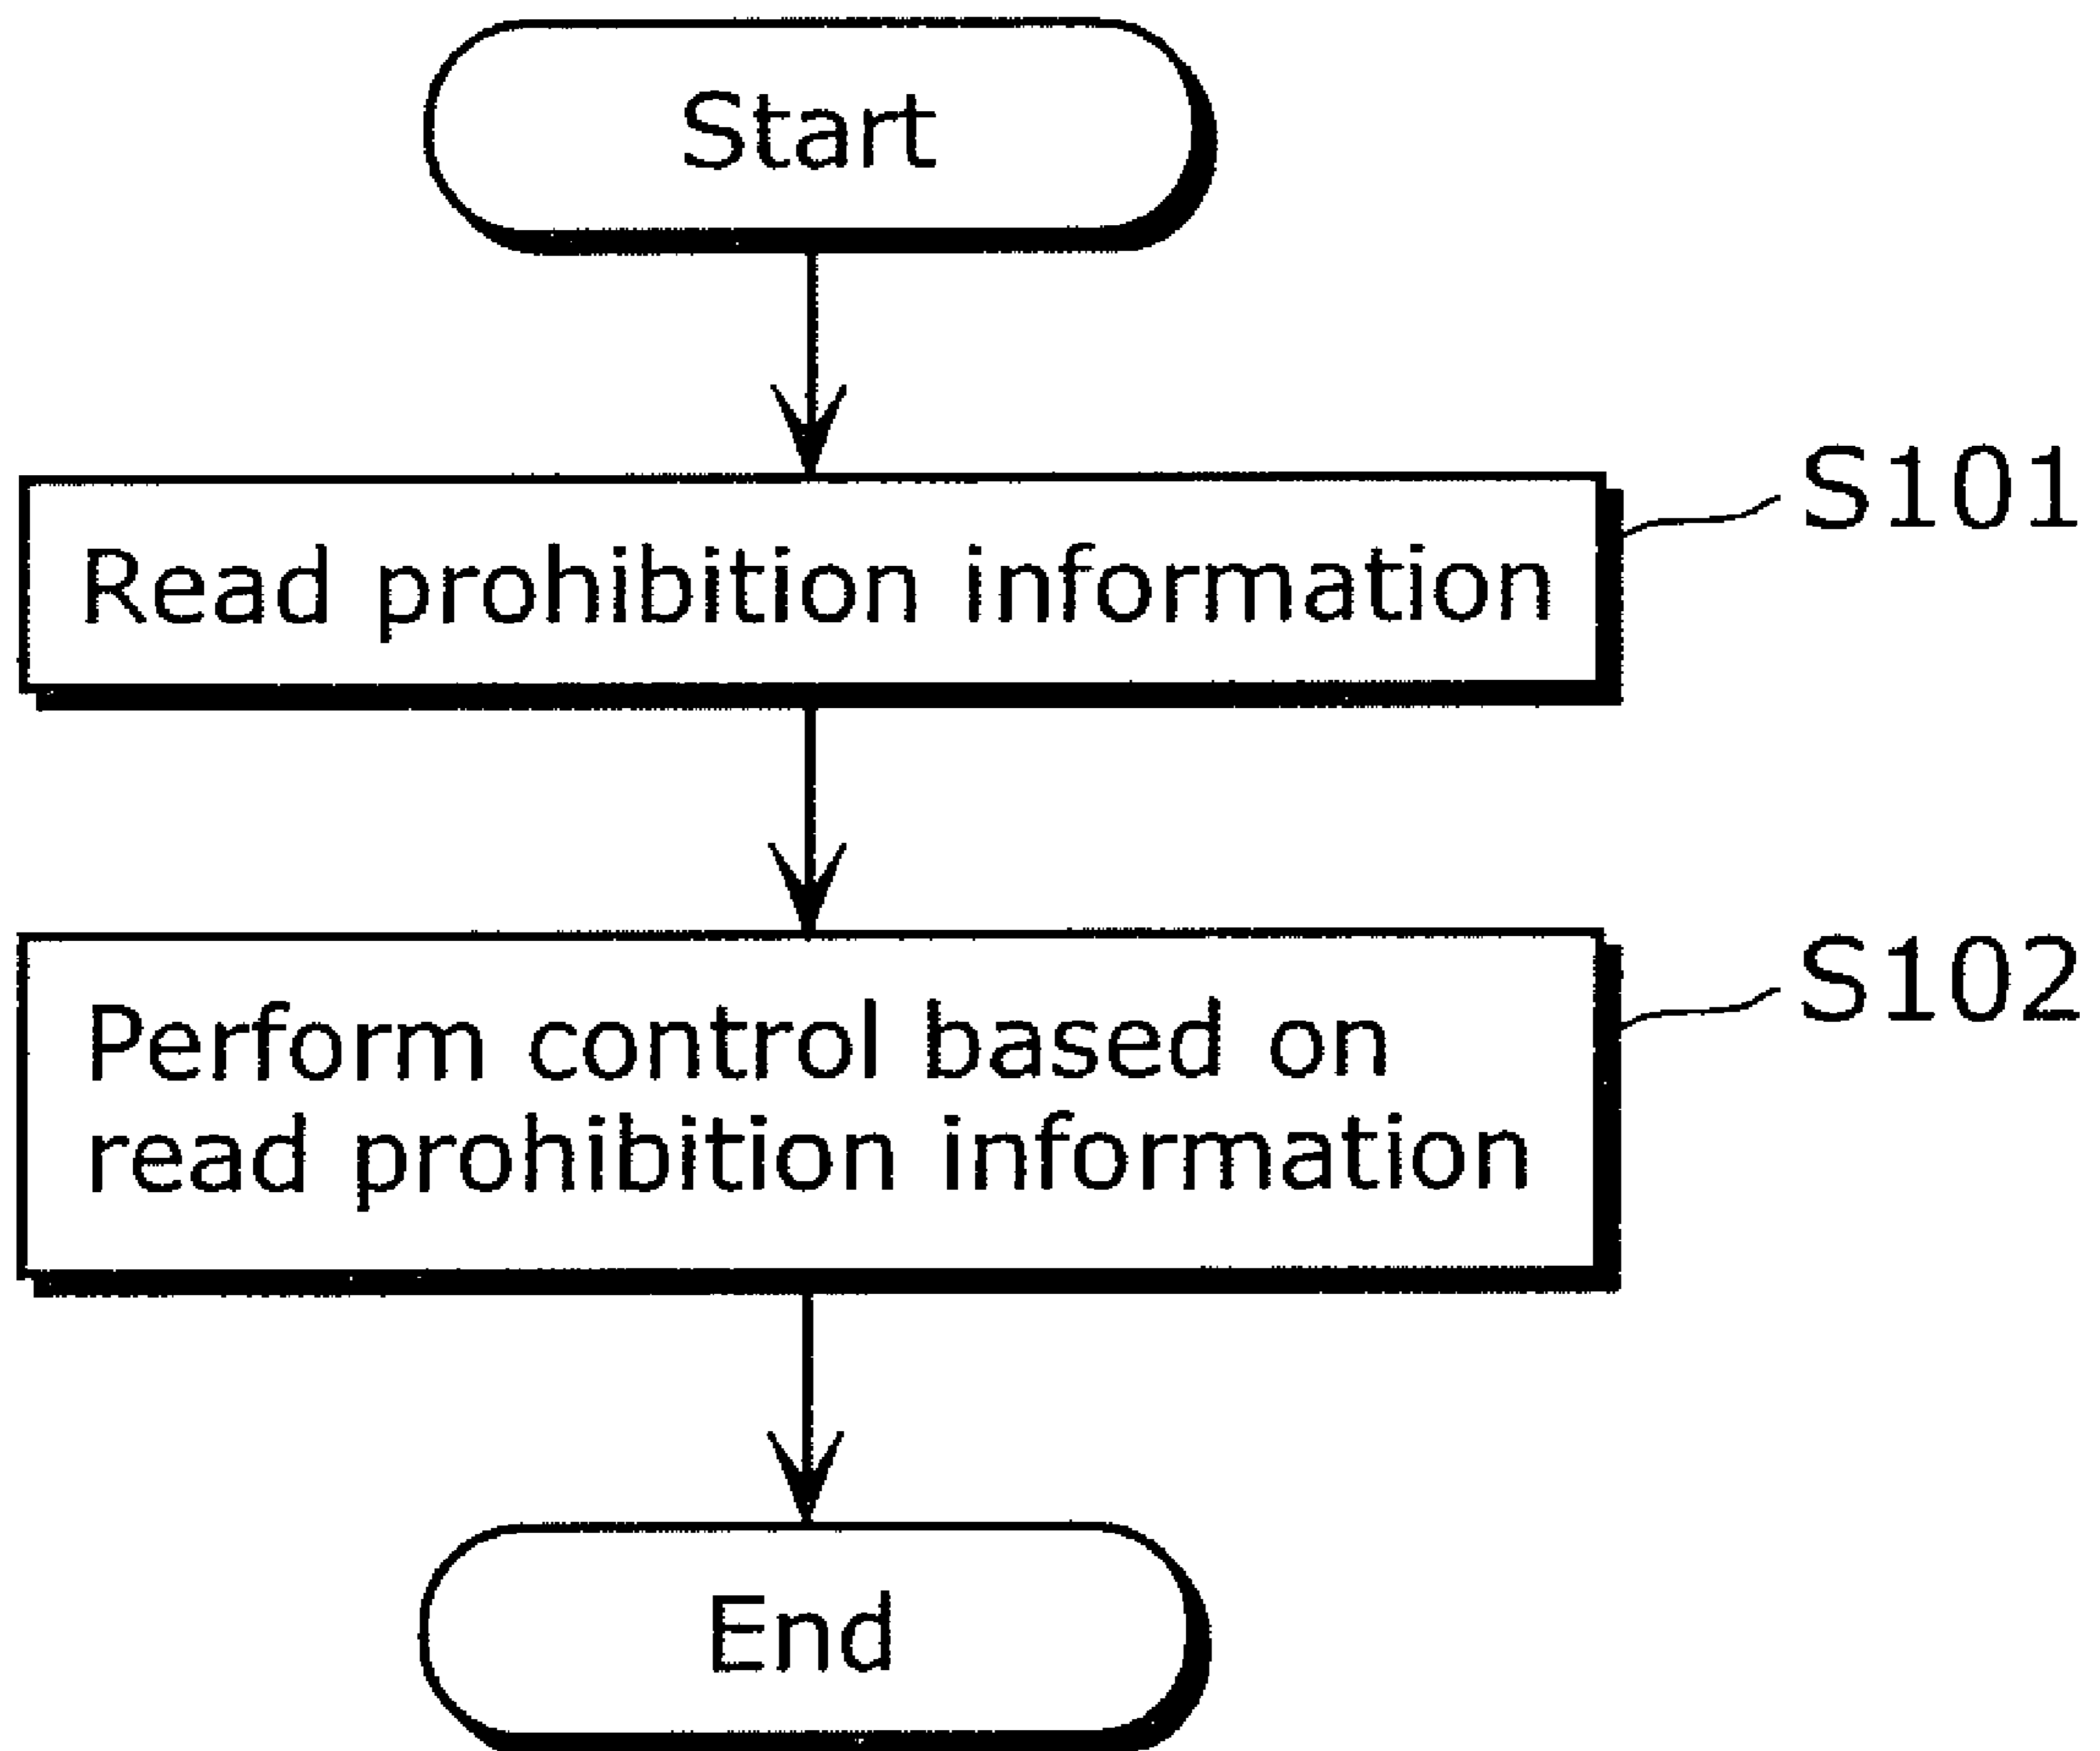 Start
S101
Read prohibition information
S102
Perform control based on
read prohibition information
End